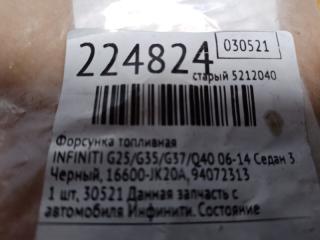 224824
030521
старый 5212040
Форсунка топливная
INFINITI G25/G35/G37/Q40 06-14 Седан 3
Черный, 16600-JK20A, 94072313
1 шт, 30521 Данная запчасть с
автомобиля Инфинити. Состояние